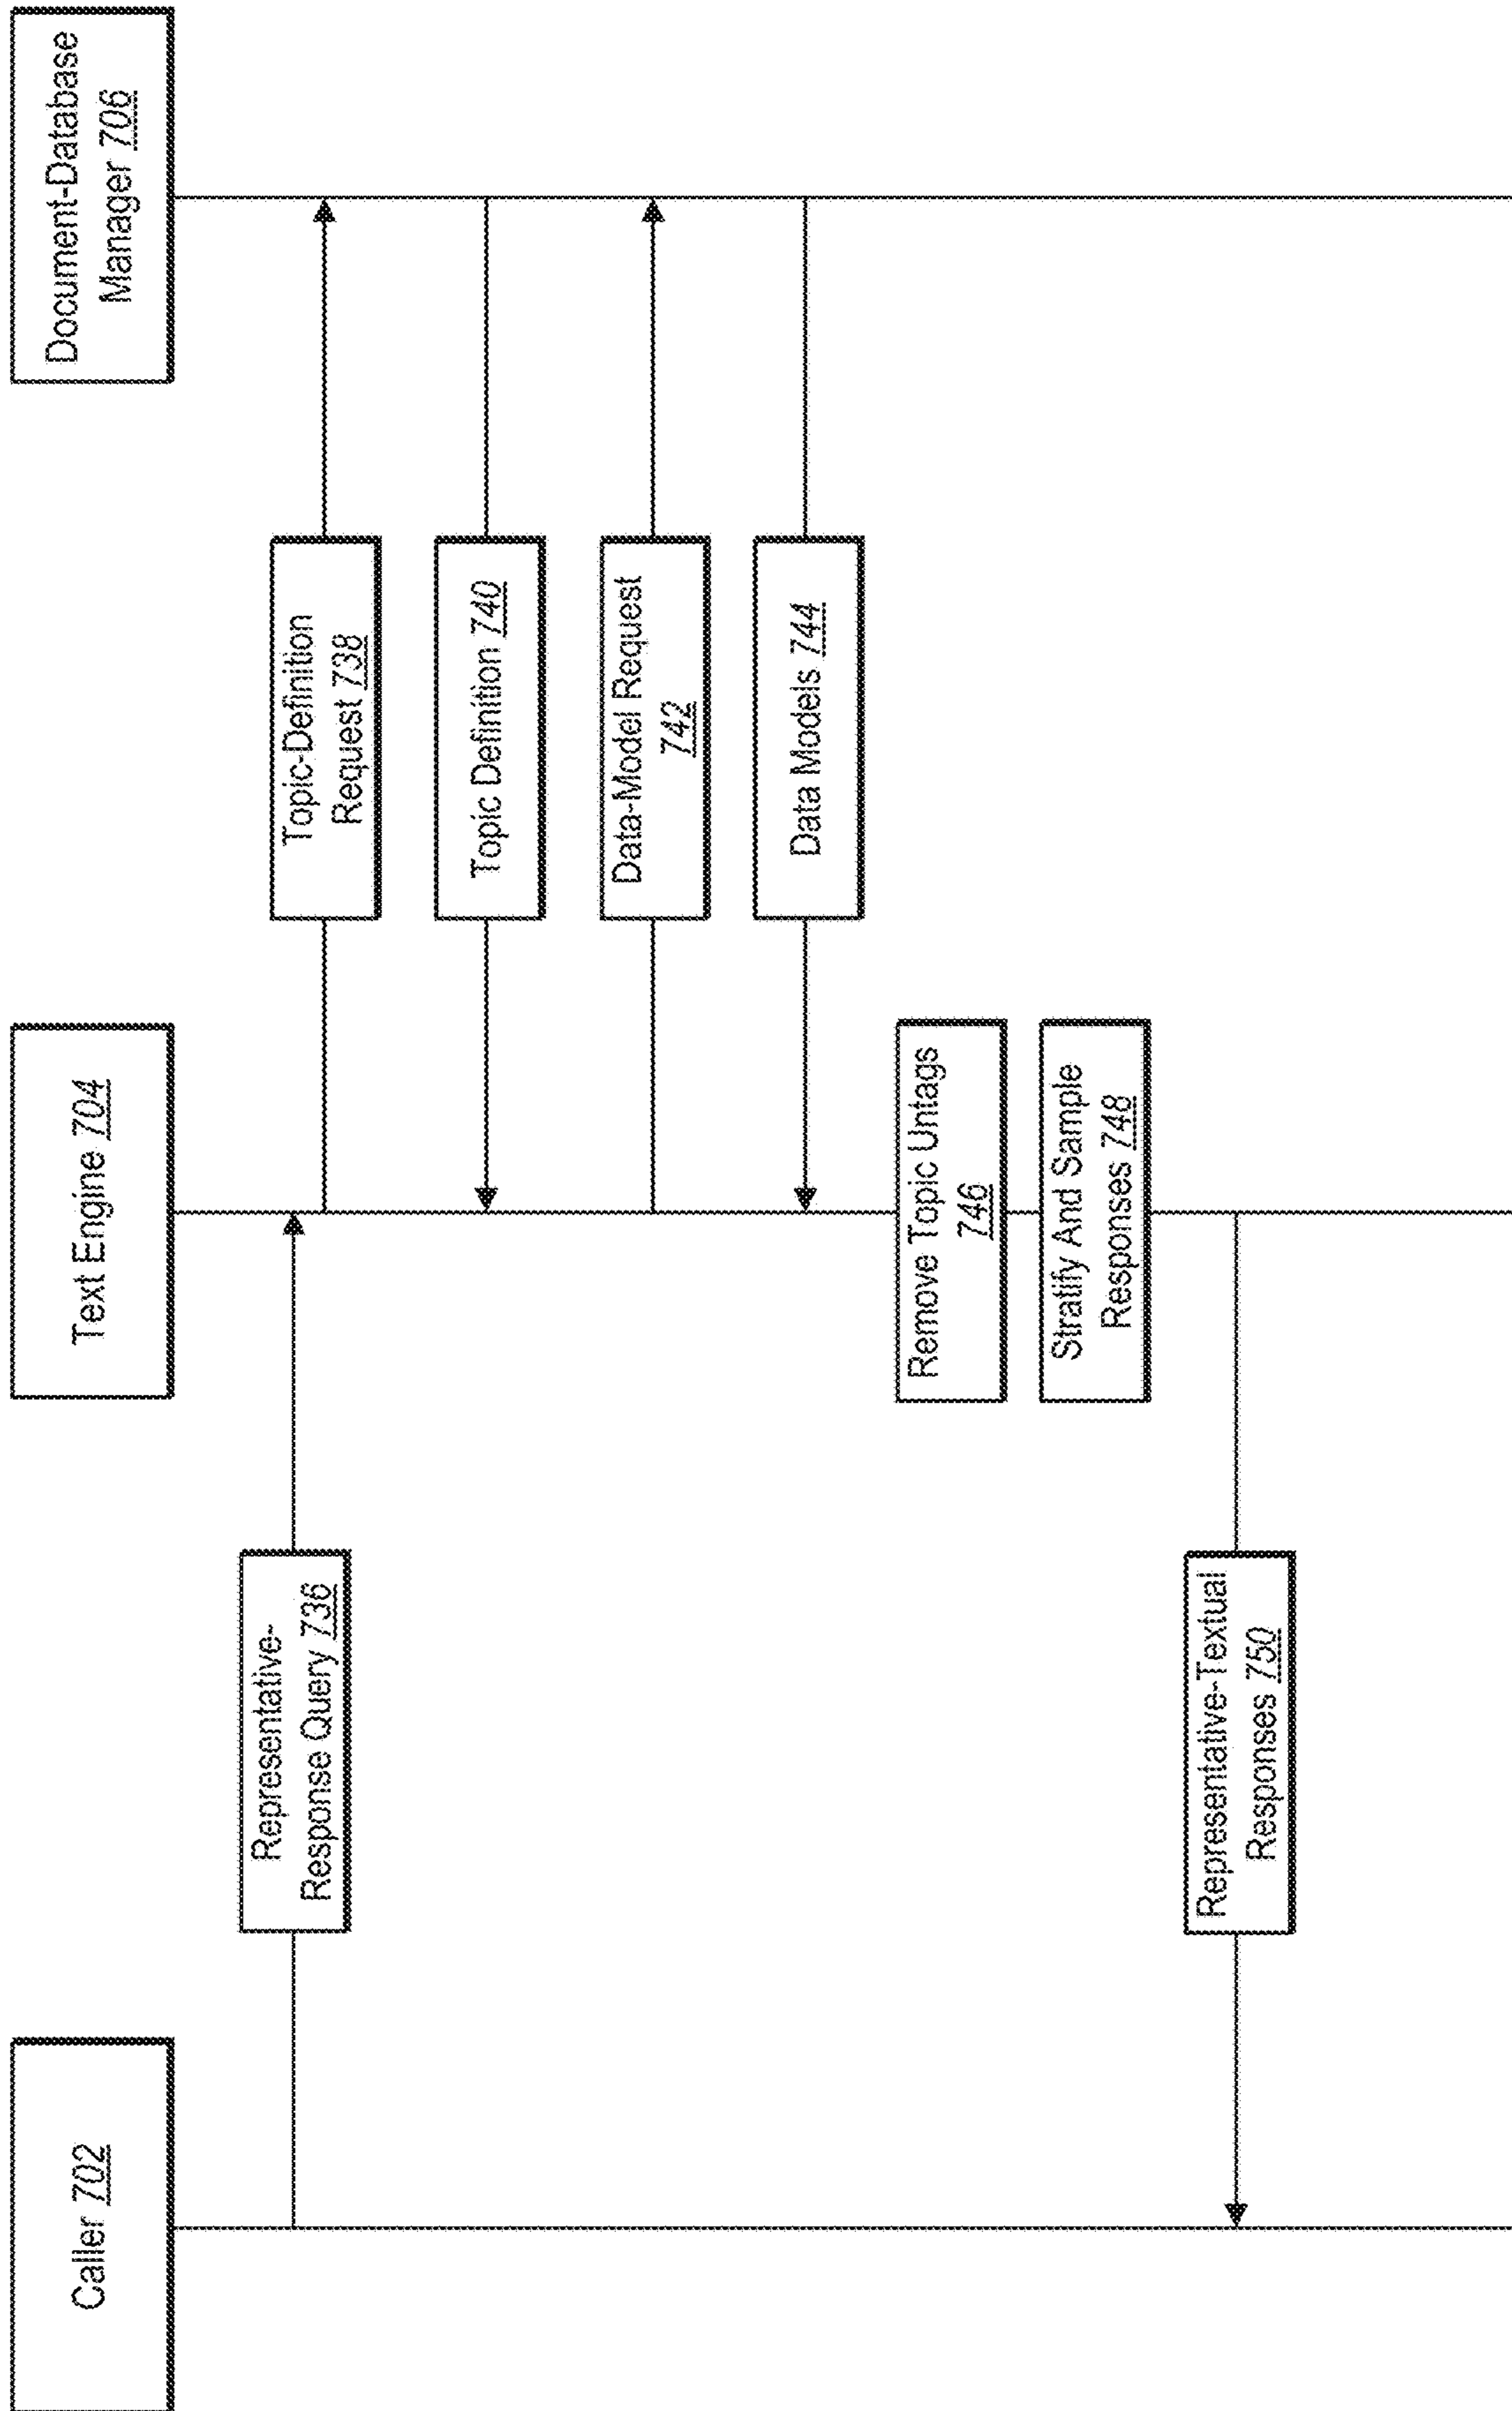 Caller 702
Text Engine 704
Document-Database
Manager 706
Representative-
Response Query 736
Topic-Definition
Request 738
Topic Definition 740
Data-Model Request
742
Data Models 744
Remove Topic Untags
746
Stratify And Sample
Responses 748
Representative-Textual
Responses 750